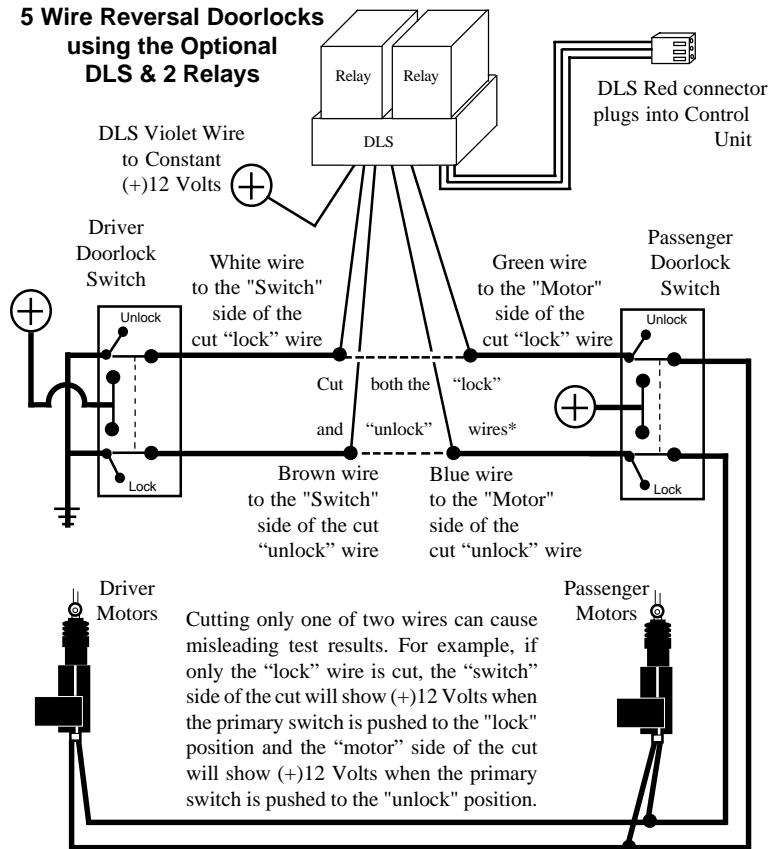 5 Wire Reversal Doorlocks
using the Optional
DLS & 2 Relays
Relay
Relay
DLS
DLS Red connector
plugs into Control
Unit
DLS Violet Wire
to Constant
(+)12 Volts
Driver
Doorlock
Switch
White wire
to the "Switch"
side of the
cut “lock” wire
Green wire
to the "Motor"
side of the
cut “lock” wire
Passenger
Doorlock
Switch
Unlock
Lock
Unlock
Lock
Cut both the “lock”
and “unlock” wires*
Brown wire
to the "Switch"
side of the cut
“unlock” wire
Blue wire
to the "Motor"
side of the
cut “unlock” wire
Driver
Motors
Passenger
Motors
Cutting only one of two wires can cause
misleading test results. For example, if
only the “lock” wire is cut, the “switch”
side of the cut will show (+)12 Volts when
the primary switch is pushed to the "lock"
position and the “motor” side of the cut
will show (+)12 Volts when the primary
switch is pushed to the "unlock" position.